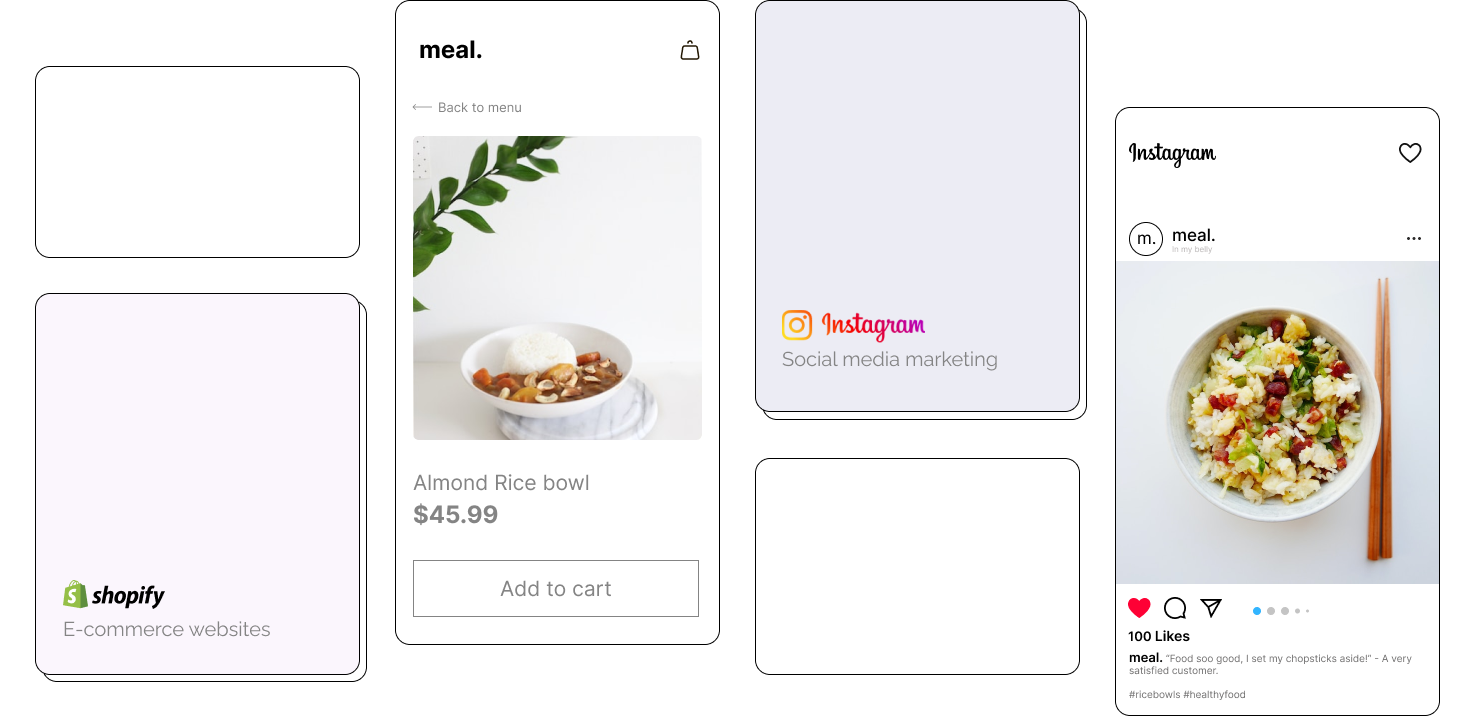 shopify
E-commerce websites
meal.
Back to menu
Almond Rice bowl
$45.99
Add to cart
Instagram
Social media marketing
Instagram
m.
meal.
In my belly
100 Likes
meal. “Food soo good, I set my chopsticks aside!” - A very
satisfied customer.
#ricebowls #healthyfood